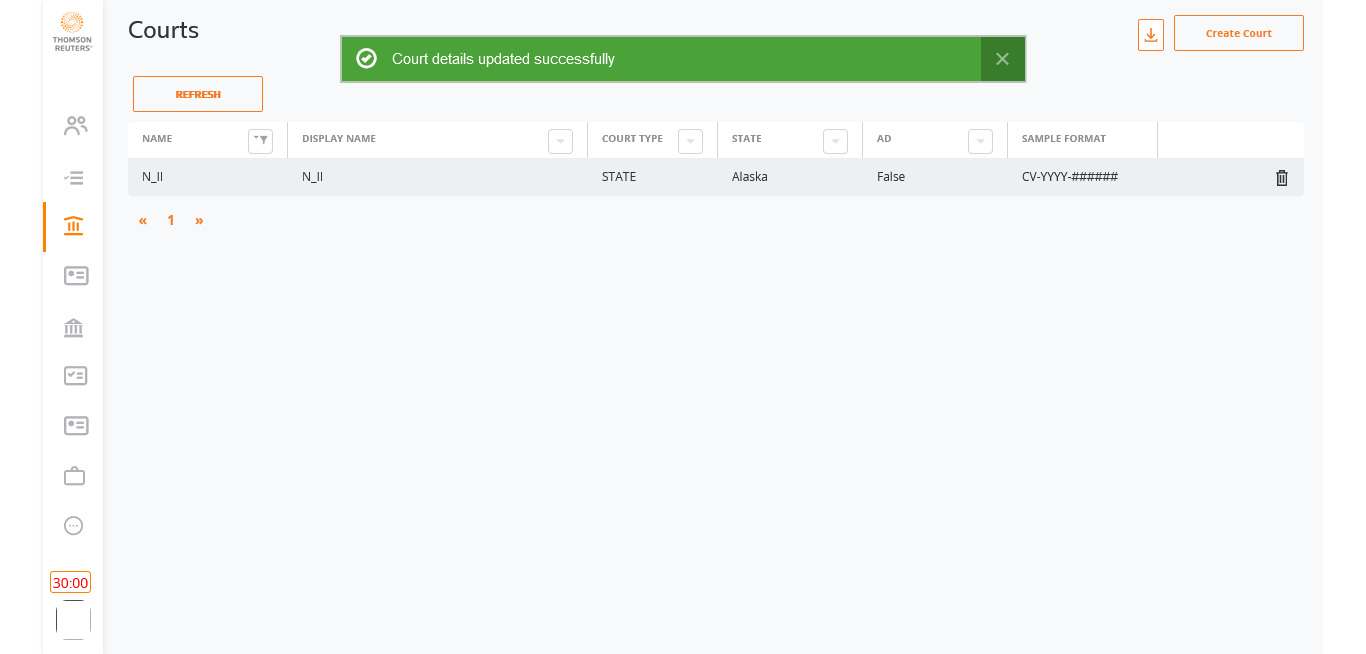 THOMSON
REUTERS
Courts
Court details updated successfully
Create Court
REFRESH
NAME DISPLAY NAME COURT TYPE STATE AD SAMPLE FORMAT
N_II N_II STATE Alaska False CV-YYYY-######
« 1 »
30:00